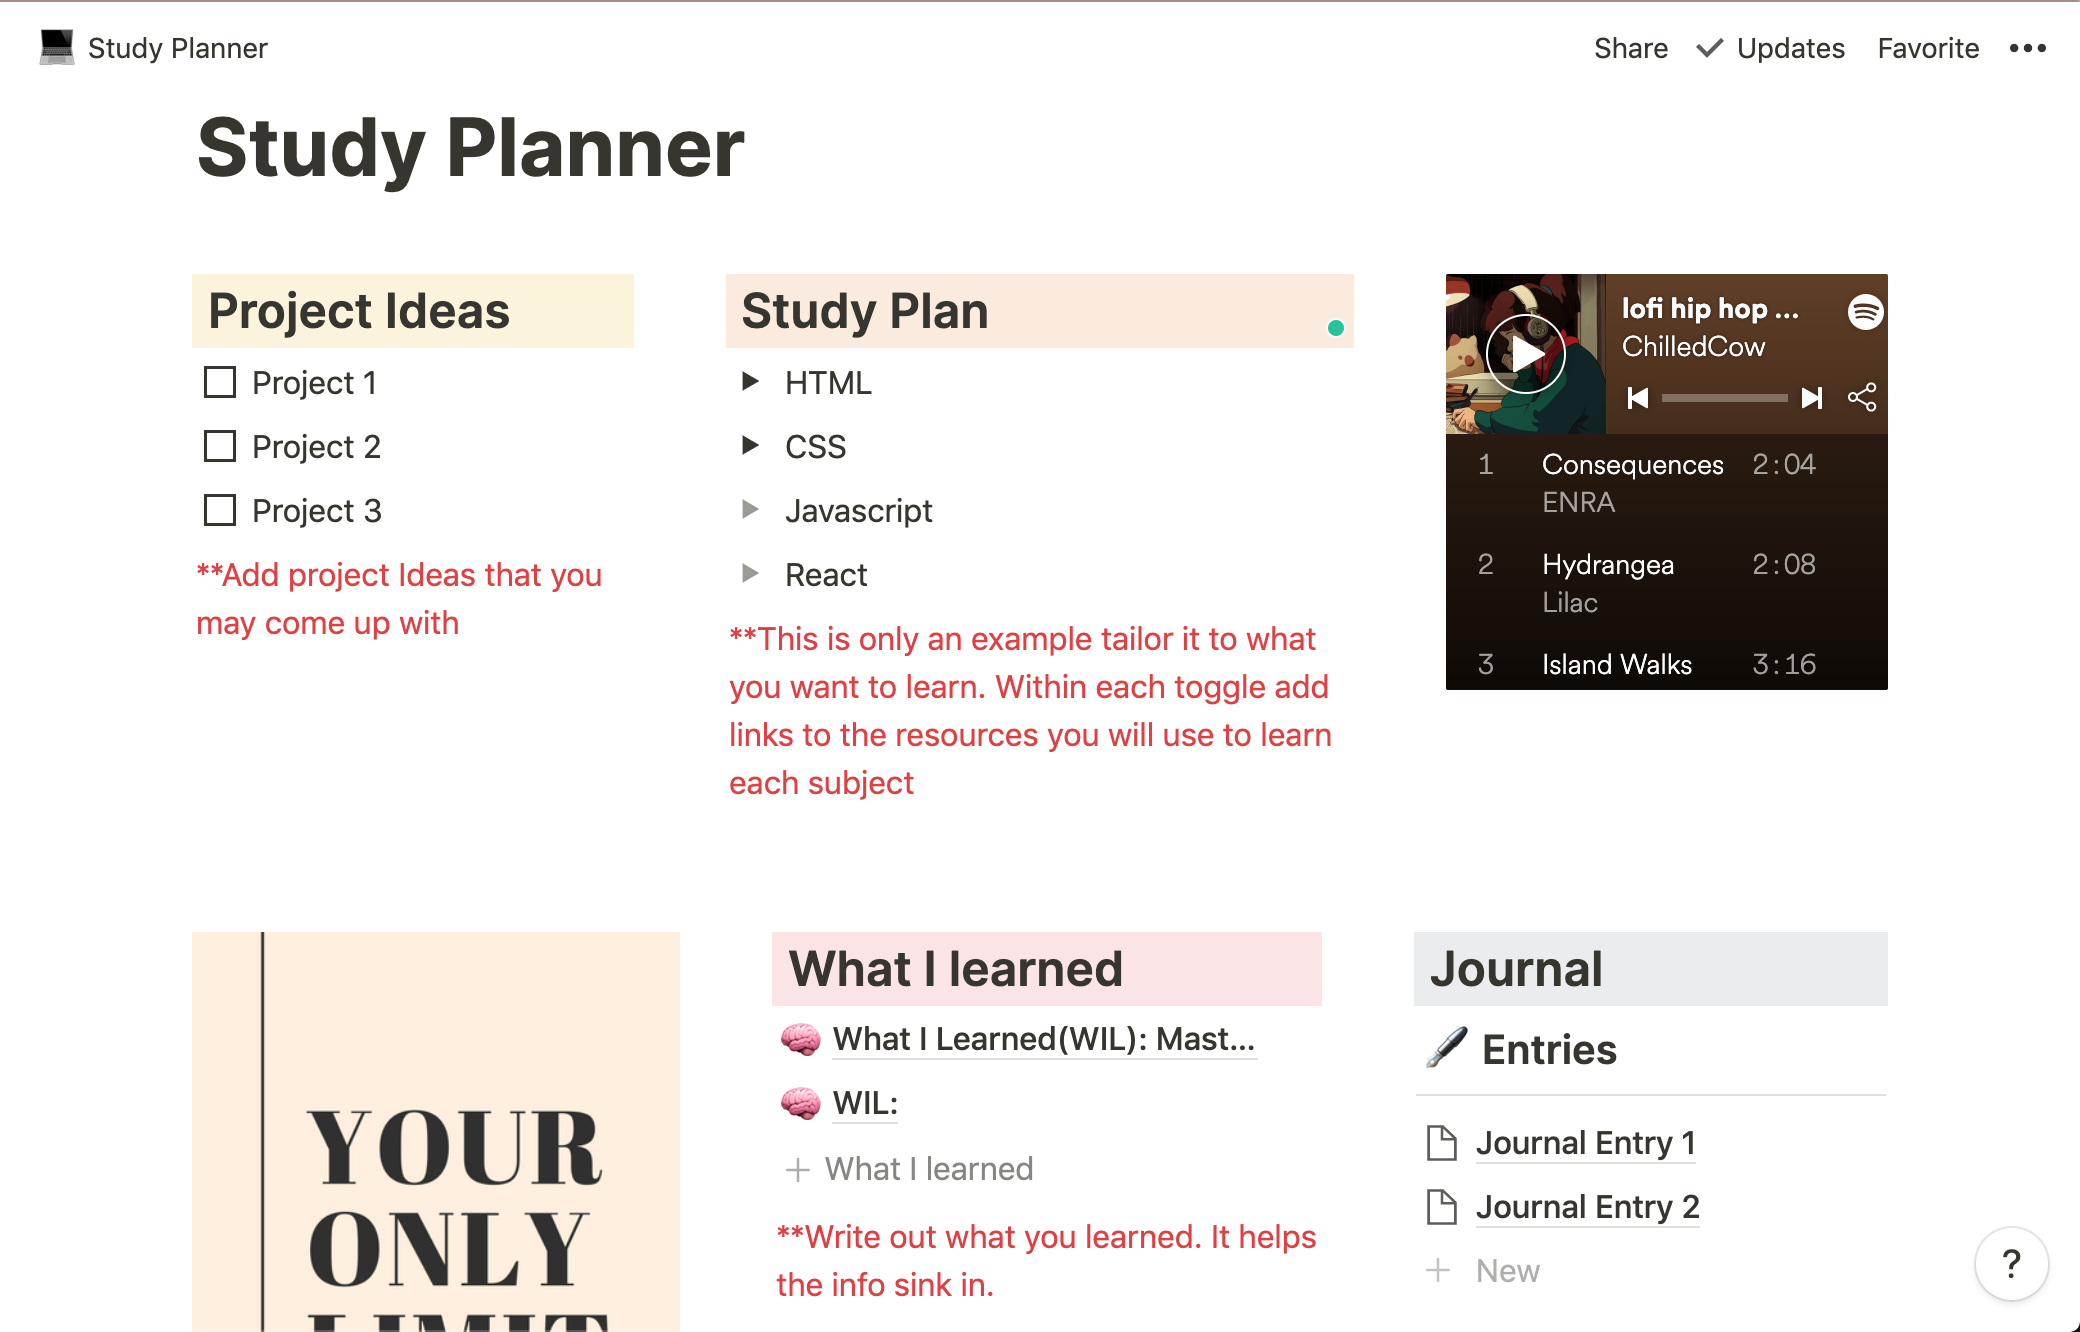 Study Planner
Share ✓ Updates Favorite •••
Study Planner
Project Ideas
Project 1
Project 2
Project 3
**Add project Ideas that you
may come up with
Study Plan
HTML
CSS
Javascript
React
**This is only an example tailor it to what
you want to learn. Within each toggle add
links to the resources you will use to learn
each subject
lofi hip hop ...
ChilledCow
1 Consequences 2:04
ENRA
2 Hydrangea 2:08
Lilac
3 Island Walks 3:16
YOUR
ONLY
LIMIT
What I learned
What I Learned(WIL): Mast...
WIL:
+ What I learned
**Write out what you learned. It helps
the info sink in.
Journal
Entries
Journal Entry 1
Journal Entry 2
+ New
?